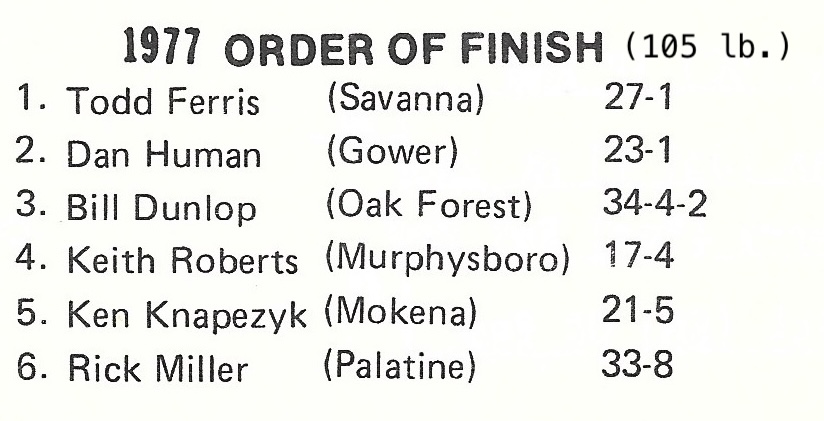 1977 ORDER OF FINISH (105 lb.)
1. Todd Ferris (Savanna) 27-1
2. Dan Human (Gower) 23-1
3. Bill Dunlop (Oak Forest) 34-4-2
4. Keith Roberts (Murphysboro) 17-4
5. Ken Knapezyk (Mokena) 21-5
6. Rick Miller (Palatine) 33-8